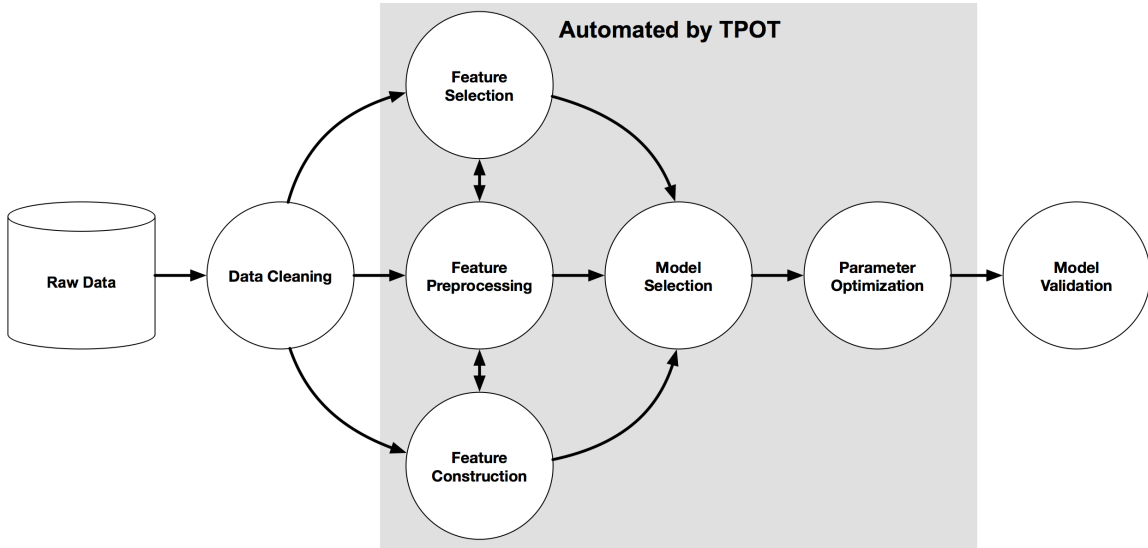 Automated by TPOT
Feature
Selection
Raw Data
Data Cleaning
Feature
Preprocessing
Model
Selection
Parameter
Optimization
Model
Validation
Feature
Construction